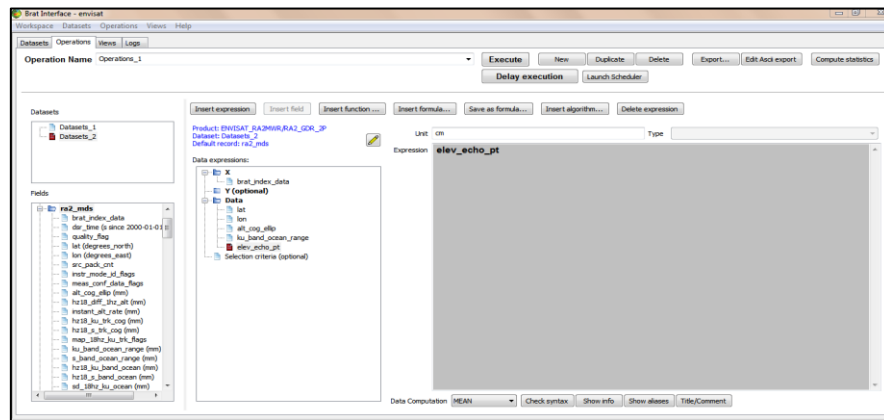 Brat Interface - envisat
Workspace Datasets Operations Views Help
Datasets Operations Views Logs
Operation Name Operations_1 Execute New Duplicate Delete Export... Edit Ascii export Compute statistics
Delay execution Launch Scheduler
Datasets
Datasets_1
Datasets_2
Fields
ra2_mds
brat_index_data
dsr_time (s since 2000-01-01
quality_flag
lat (degrees_north)
lon (degrees_east)
src_pack_cnt
instr_mode_id_flags
meas_conf_data_flags
alt_cog_ellip (mm)
hz18_diff_1hz_alt (mm)
instant_alt_rate (mm)
hz18_ku_trk_cog (mm)
hz18_s_trk_cog (mm)
map_18hz_ku_trk_flags
ku_band_ocean_range (mm)
s_band_ocean_range (mm)
hz18_ku_band_ocean (mm)
hz18_s_band_ocean (mm)
sd_18hz_ku_ocean (mm)
Insert expression Insert field Insert function ... Insert formula... Save as formula... Insert algorithm... Delete expression
Product: ENVISAT_RA2MWR/RA2_GDR_2P
Dataset: Datasets_2
Default record: ra2_mds
Data expressions:
X
brat_index_data
Y (optional)
Data
lat
lon
alt_cog_ellip
ku_band_ocean_range
elev_echo_pt
Selection criteria (optional)
Unit cm Type
Expression elev_echo_pt
Data Computation MEAN Check syntax Show info Show aliases Title/Comment